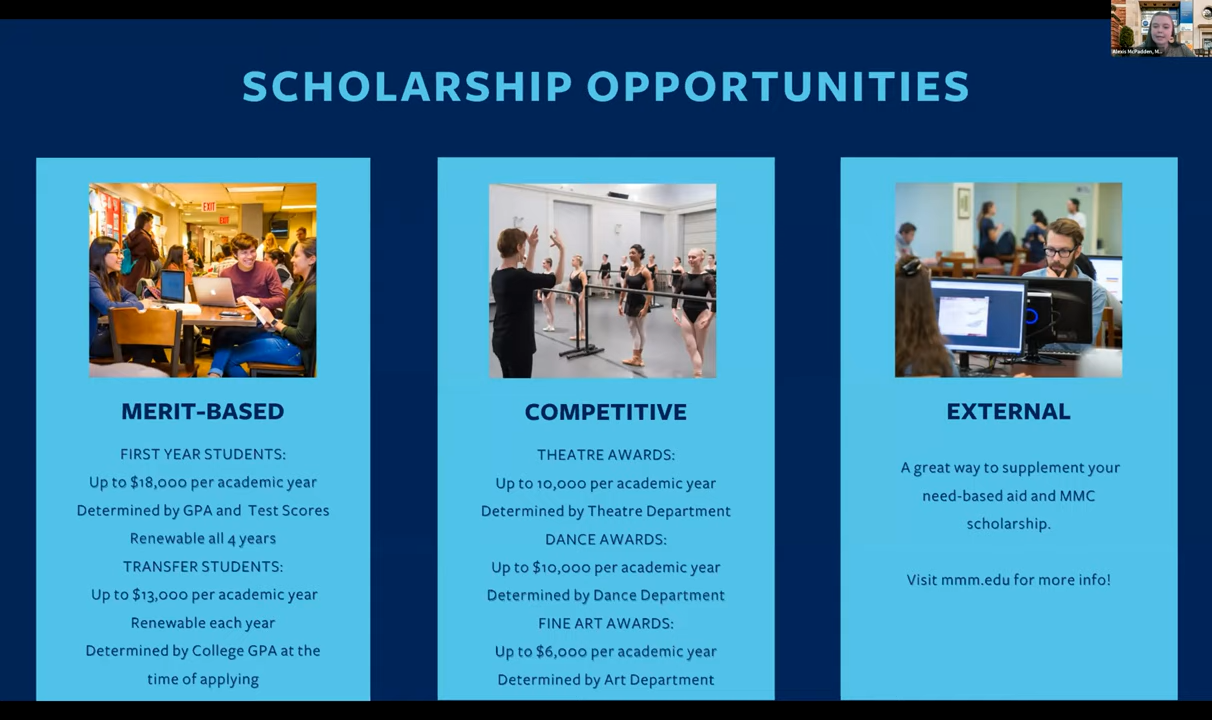 Alexis McPadden, M...
SCHOLARSHIP OPPORTUNITIES
EXIT
EXIT
MERIT-BASED
FIRST YEAR STUDENTS:
Up to $18,000 per academic year
Determined by GPA and Test Scores
Renewable all 4 years
TRANSFER STUDENTS:
Up to $13,000 per academic year
Renewable each year
Determined by College GPA at the
time of applying
COMPETITIVE
THEATRE AWARDS:
Up to 10,000 per academic year
Determined by Theatre Department
DANCE AWARDS:
Up to $10,000 per academic year
Determined by Dance Department
FINE ART AWARDS:
Up to $6,000 per academic year
Determined by Art Department
EXTERNAL
A great way to supplement your
need-based aid and MMC
scholarship.
Visit mmm.edu for more info!